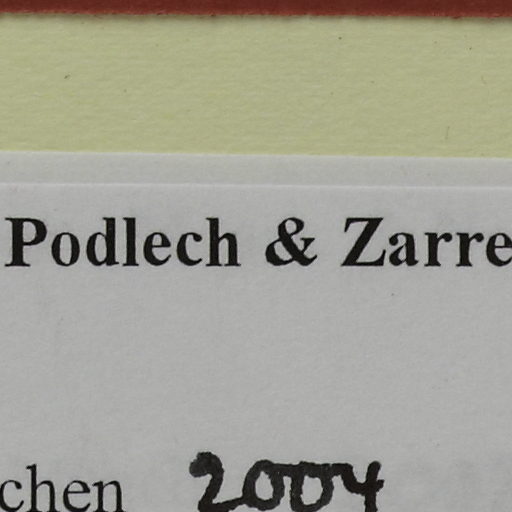 Podlech & Zarre
chen 2004